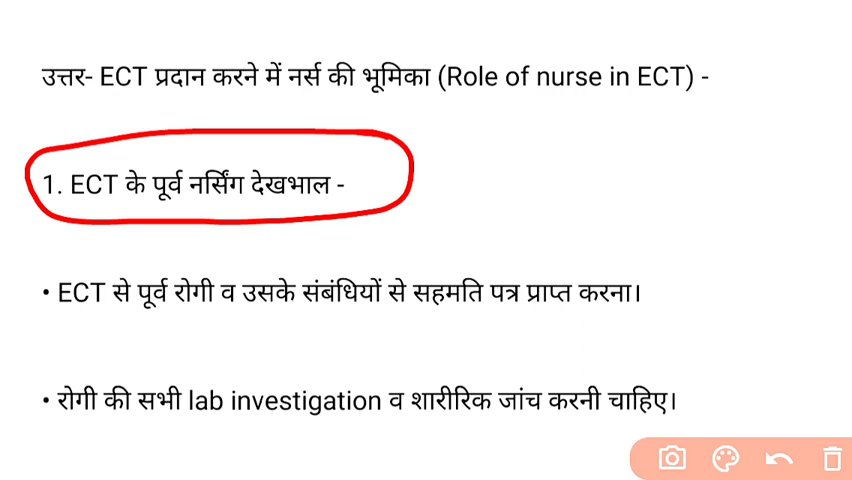 उत्तर- ECT प्रदान करने में नर्स की भूमिका (Role of nurse in ECT) -
1. ECT के पूर्व नर्सिंग देखभाल -
• ECT से पूर्व रोगी व उसके संबंधियों से सहमति पत्र प्राप्त करना।
• रोगी की सभी lab investigation व शारीरिक जांच करनी चाहिए।